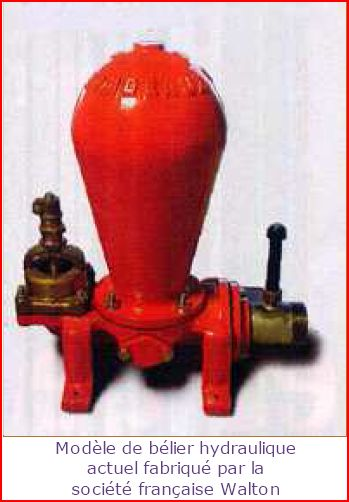 Modèle de bélier hydraulique
actuel fabriqué par la
société française Walton